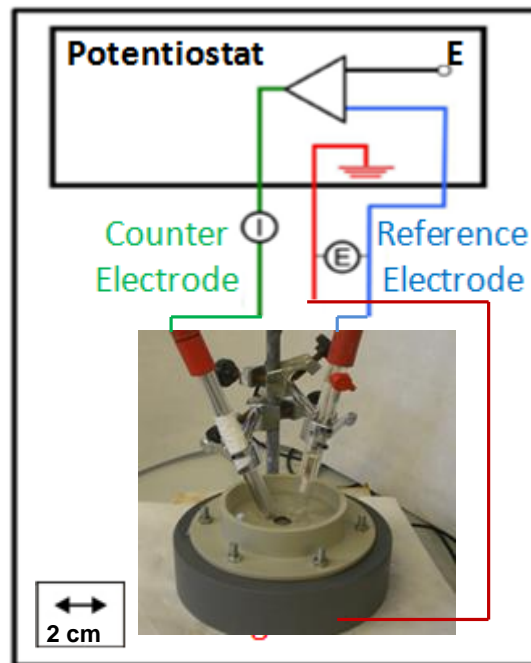 Potentiostat
E
I
Counter
Electrode
E
Reference
Electrode
2 cm